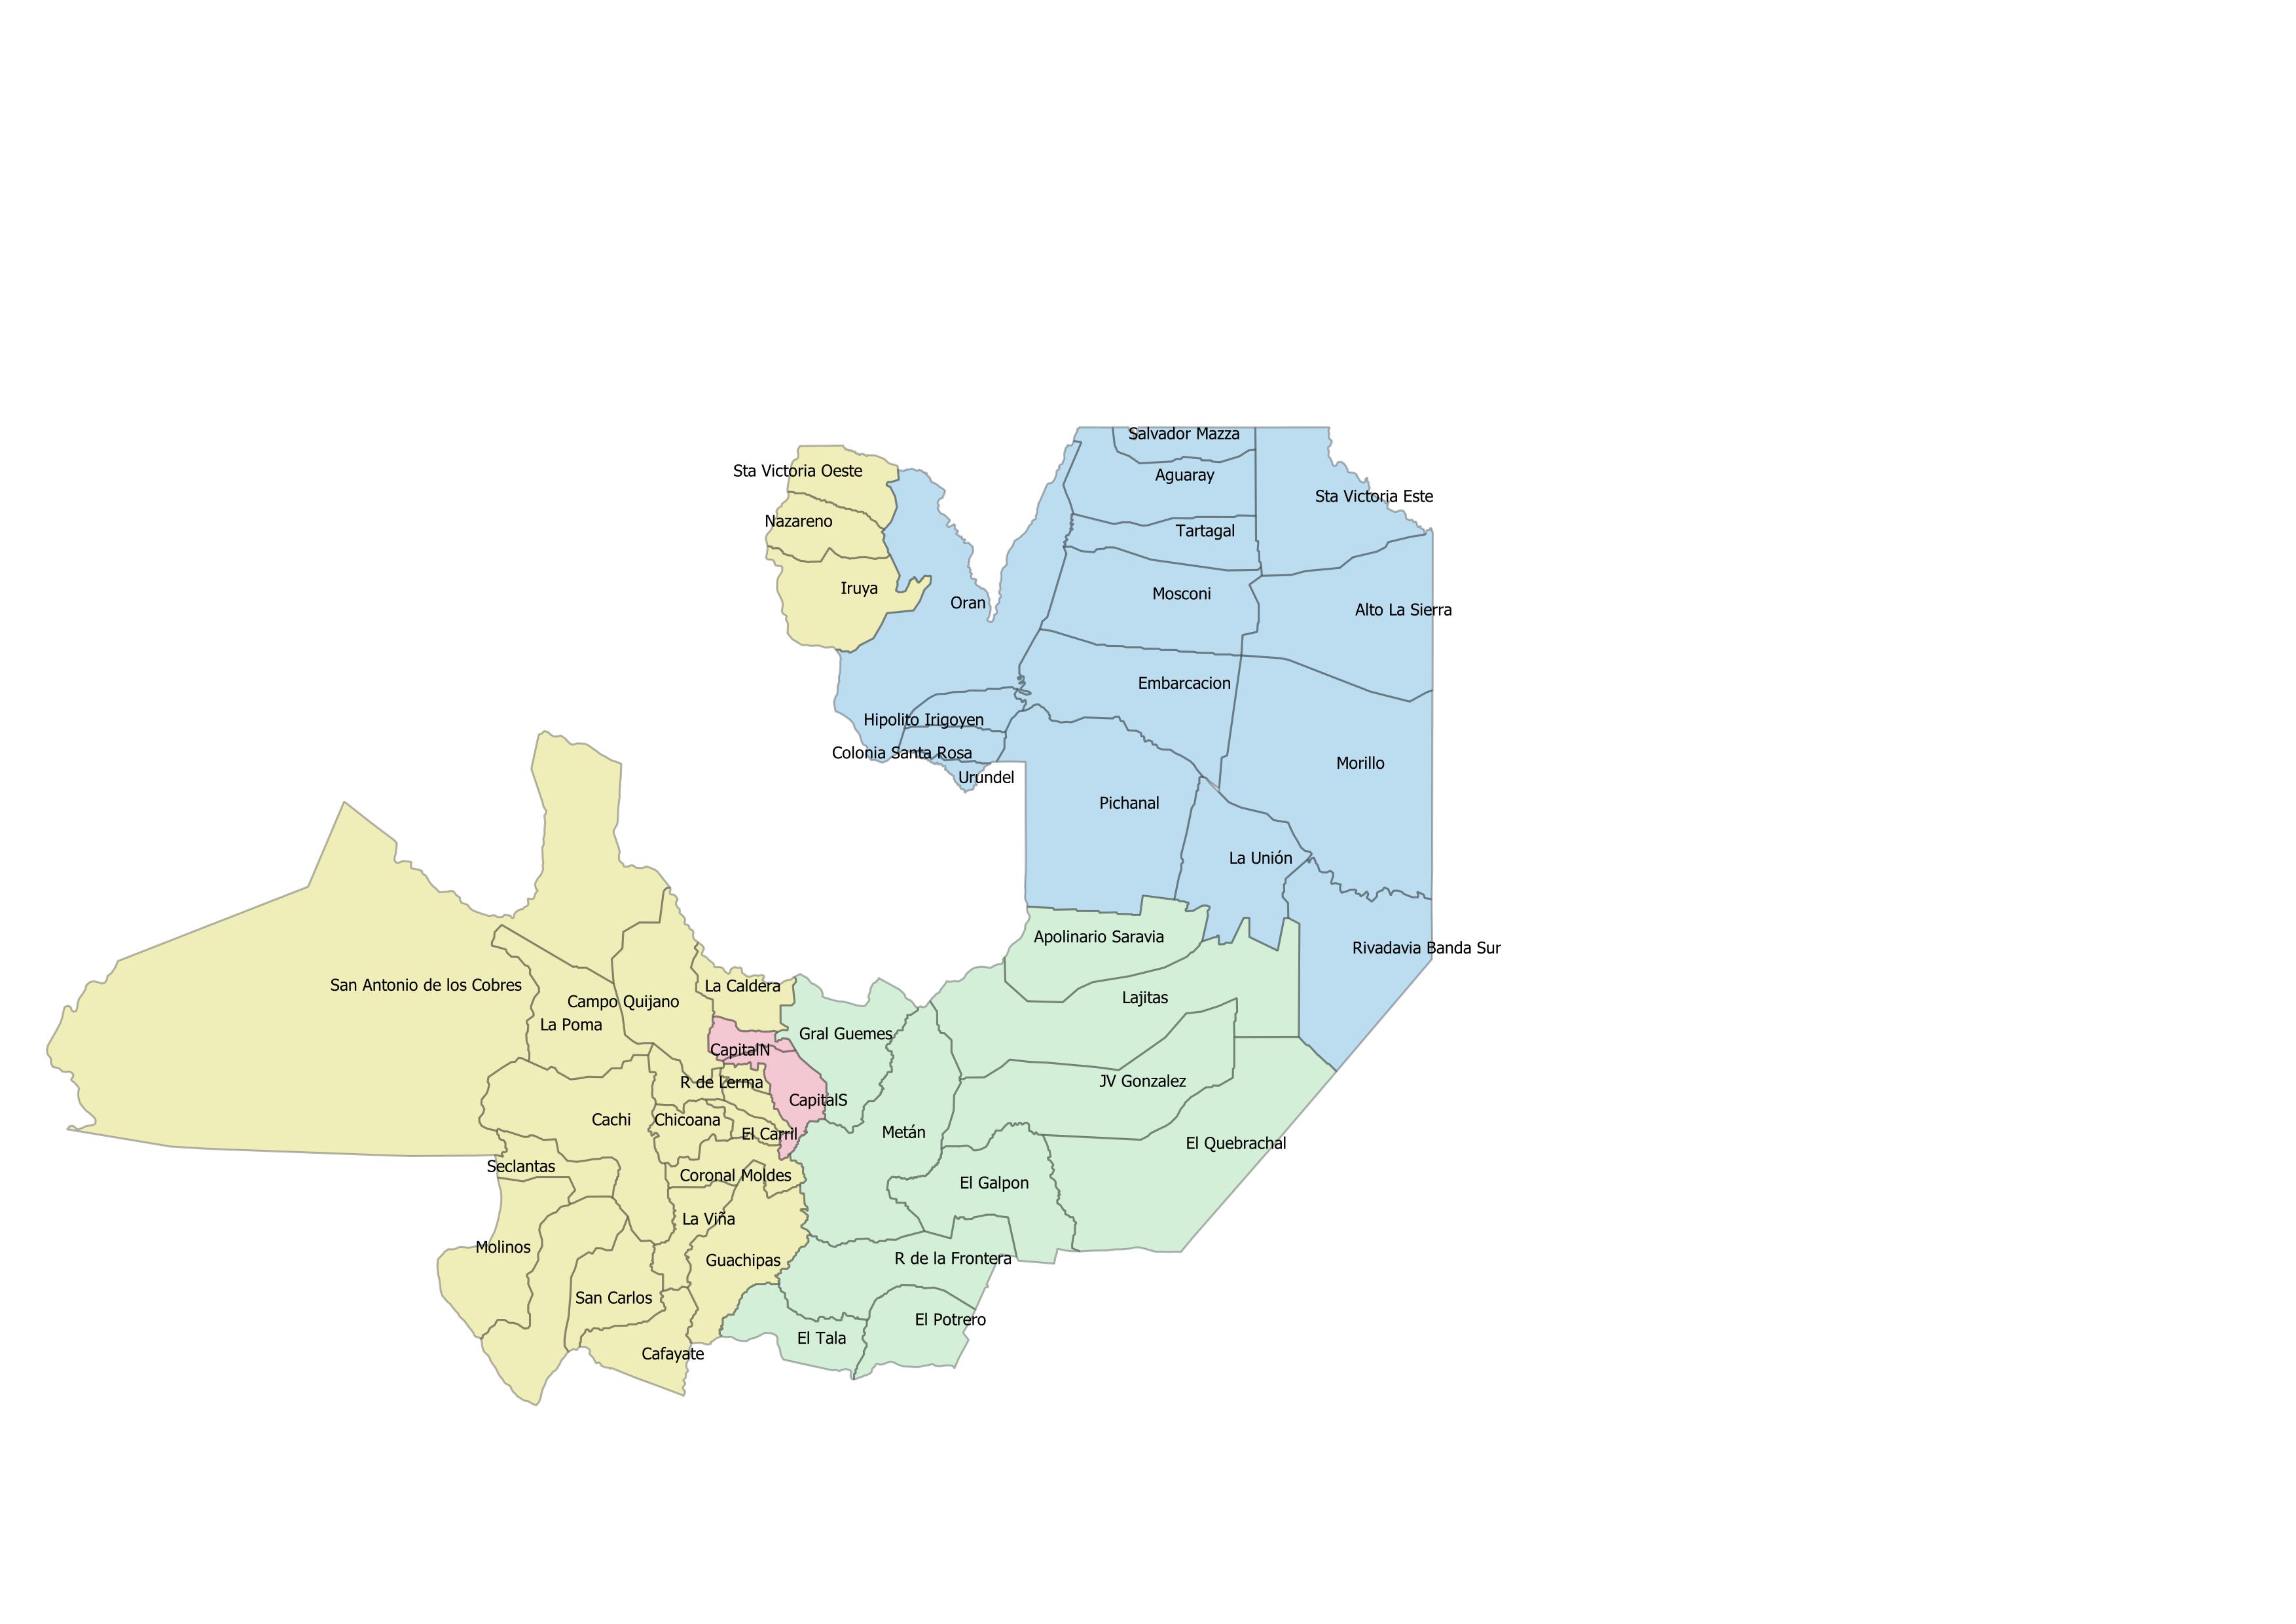 Salvador Mazza
Sta Victoria Oeste
Aguaray
Sta Victoria Este
Nazareno
Tartagal
Iruya
Mosconi
Oran
Alto La Sierra
Embarcacion
Hipolito Irigoyen
Colonia Santa Rosa
Morillo
Urundel
Pichanal
La Unión
Apolinario Saravia
Rivadavia Banda Sur
San Antonio de los Cobres
La Caldera
Campo Quijano
Lajitas
La Poma
Gral Guemes
CapitalN
R de Lerma
JV Gonzalez
CapitalS
Cachi
Chicoana
El Carril
Metán
El Quebrachal
Seclantas
Coronal Moldes
El Galpon
La Viña
Molinos
Guachipas
R de la Frontera
San Carlos
El Potrero
El Tala
Cafayate